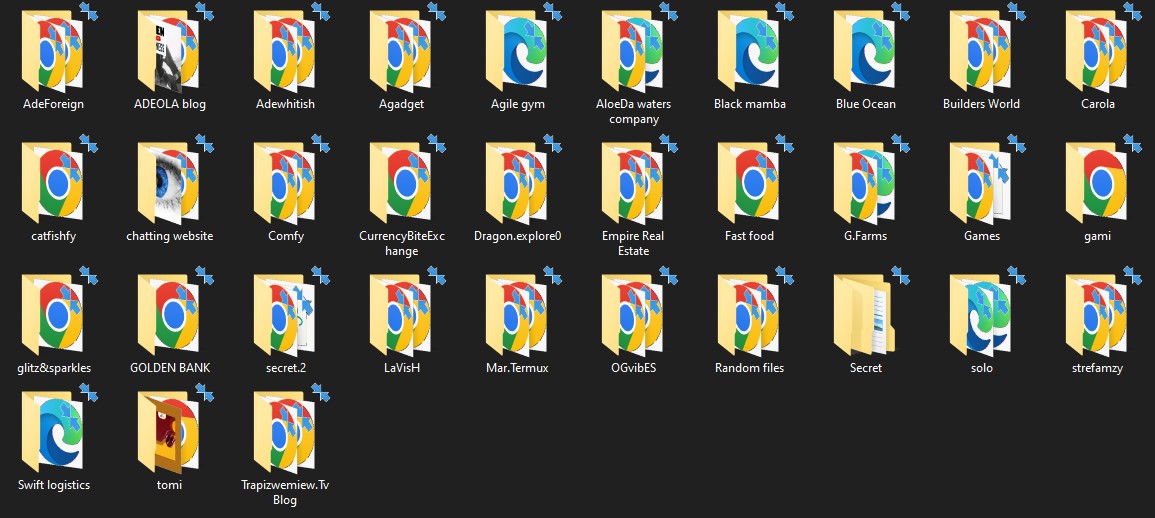 AdeForeign
ADEOLA blog
Adewhitish
Agadget
Agile gym
AloeDa waters
company
Black mamba
Blue Ocean
Builders World
Carola
catfishfy
chatting website
Comfy
CurrencyBiteExc
hange
Dragon.explore0
Empire Real
Estate
Fast food
G.Farms
Games
gami
glitz&sparkles
GOLDEN BANK
secret.2
LaVisH
Mar.Termux
OGvibES
Random files
Secret
solo
strefamzy
Swift logistics
tomi
Trapizwemiew.Tv
Blog